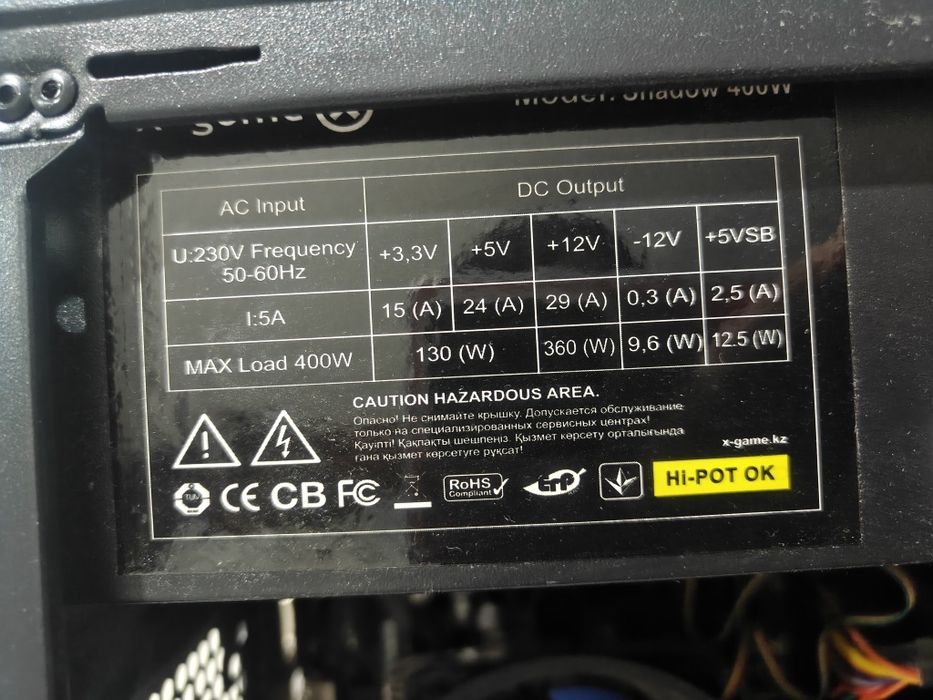 x-game
Model: Shadow 400W
AC Input
DC Output
U:230V Frequency
50-60Hz
+3,3V
+5V
+12V
-12V
+5VSB
I:5A
15 (A)
24 (A)
29 (A)
0,3 (A)
2,5 (A)
MAX Load 400W
130 (W)
360 (W)
9,6 (W)
12.5 (W)
CAUTION HAZARDOUS AREA.
Опасно! Не снимайте крышку. Допускается обслуживание
только на специализированных сервисных центрах!
Қауіпті! Қақпақты шешпеңіз. Қызмет көрсету орталығында
ғана қызмет көрсетуге рұқсат!
x-game.kz
TUV
CE
CB
FC
RoHS
Compliant
ErP
Hi-POT OK